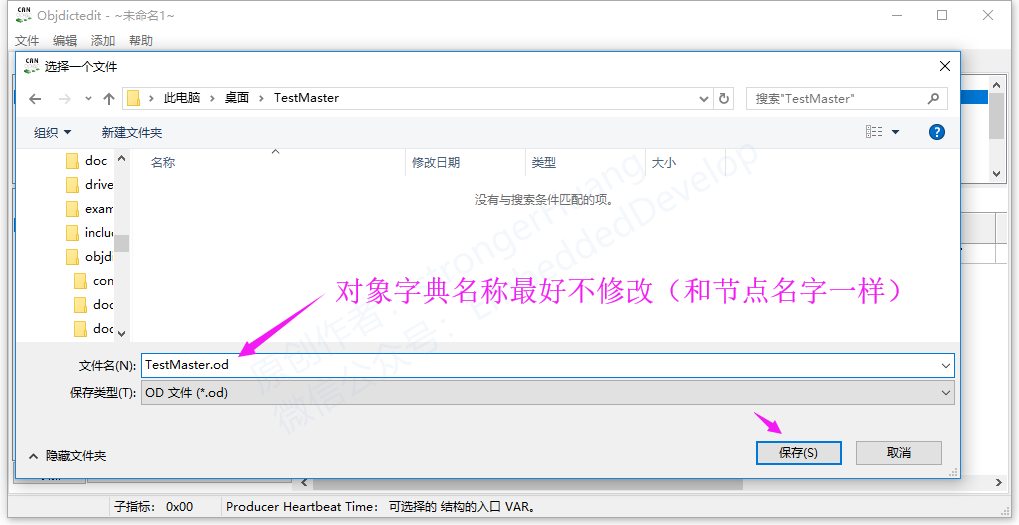 CAN
Objdictedit - ~未命名1~
文件 编辑 添加 帮助
CAN
选择一个文件
此电脑 > 桌面 > TestMaster
搜索"TestMaster"
组织 新建文件夹
?
doc
drive
exam
inclu
objdi
con
doc
doc
名称 修改日期 类型 大小
没有与搜索条件匹配的项。
对象字典名称最好不修改（和节点名字一样）
原创作者：strongerHuang
微信公众号：EmbeddedDevelop
文件名(N): TestMaster.od
保存类型(T): OD 文件 (*.od)
隐藏文件夹
保存(S) 取消
子指标： 0x00 Producer Heartbeat Time： 可选择的 结构的入口 VAR。